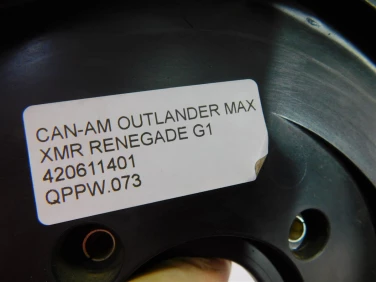 CAN-AM OUTLANDER MAX
XMR RENEGADE G1
420611401
QPPW.073